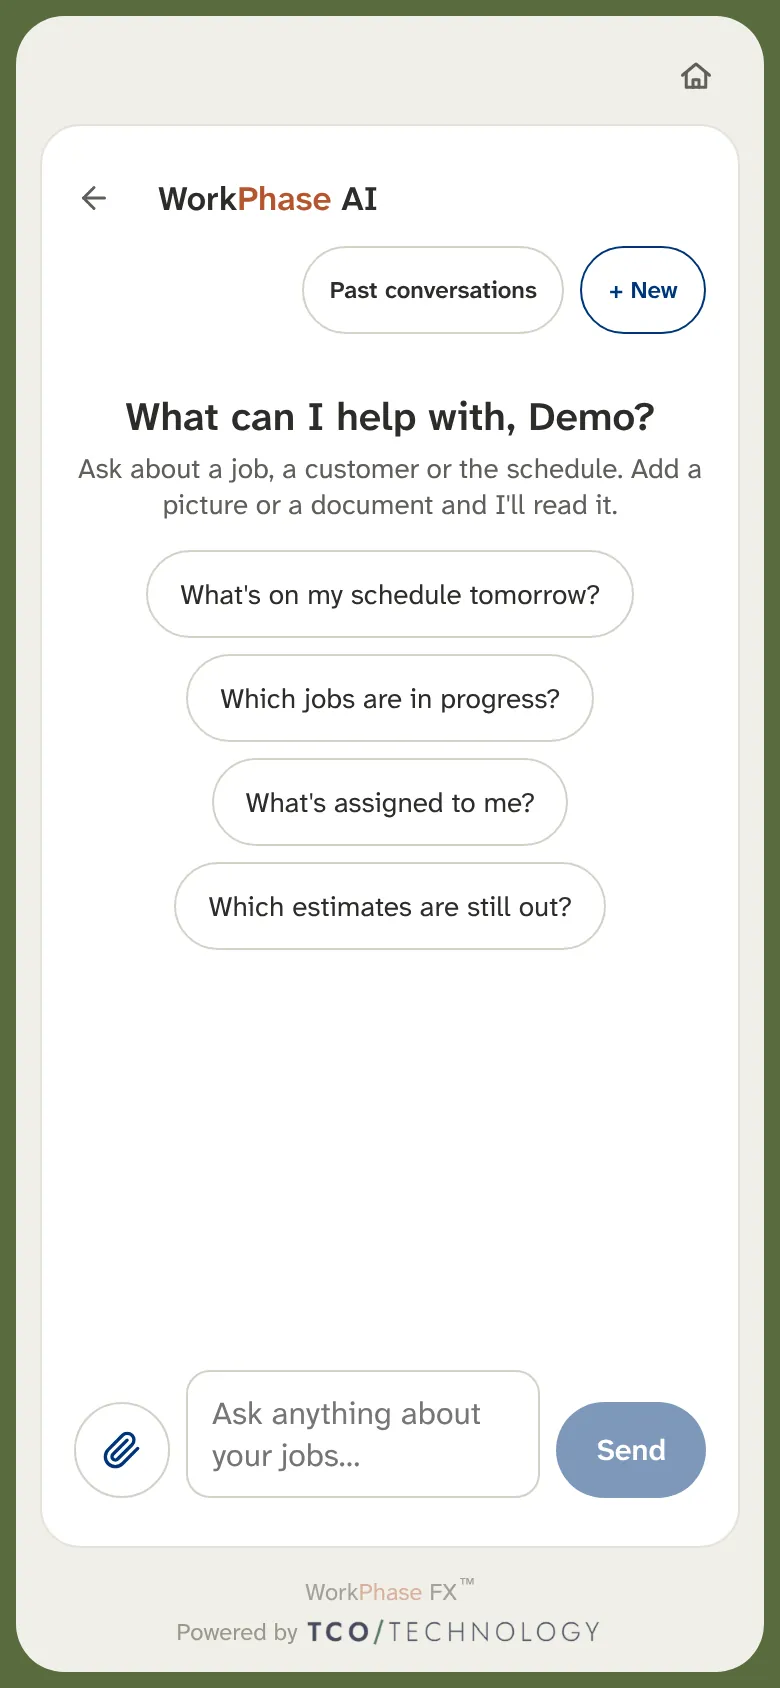 WorkPhase AI
Past conversations
+ New
What can I help with, Demo?
Ask about a job, a customer or the schedule. Add a
picture or a document and I'll read it.
What's on my schedule tomorrow?
Which jobs are in progress?
What's assigned to me?
Which estimates are still out?
Ask anything about
your jobs...
Send
WorkPhase FX™
Powered by TCO/TECHNOLOGY